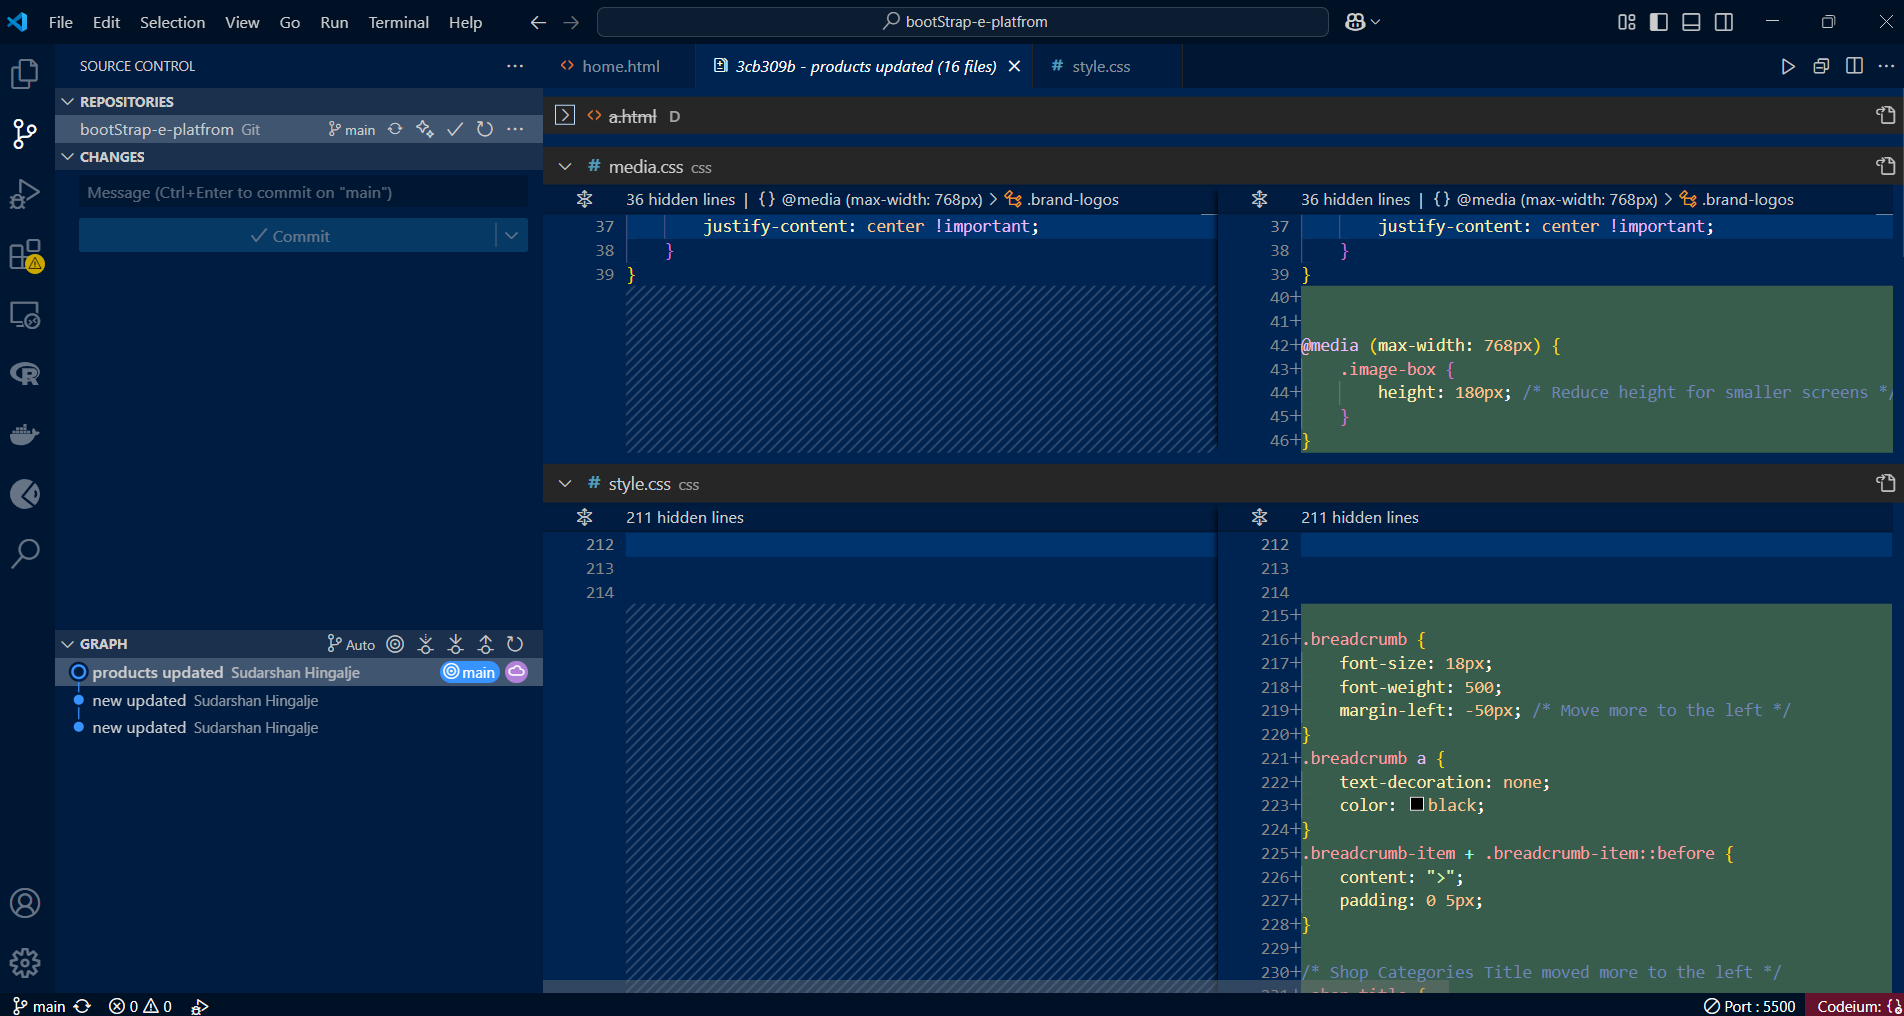 File Edit Selection View Go Run Terminal Help
bootStrap-e-platfrom
SOURCE CONTROL
REPOSITORIES
bootStrap-e-platfrom Git main
CHANGES
Message (Ctrl+Enter to commit on "main")
Commit
GRAPH Auto
products updated Sudarshan Hingalje main
new updated Sudarshan Hingalje
new updated Sudarshan Hingalje
home.html 3cb309b - products updated (16 files) # style.css
a.html D
# media.css css
36 hidden lines | {} @media (max-width: 768px) > .brand-logos
37 justify-content: center !important;
38 }
39 }
36 hidden lines | {} @media (max-width: 768px) > .brand-logos
37 justify-content: center !important;
38 }
39 }
40+
41+
42+ @media (max-width: 768px) {
43+ .image-box {
44+ height: 180px; /* Reduce height for smaller screens */
45+ }
46+ }
# style.css css
211 hidden lines
212
213
214
211 hidden lines
212
213
214
215+
216+ .breadcrumb {
217+ font-size: 18px;
218+ font-weight: 500;
219+ margin-left: -50px; /* Move more to the left */
220+ }
221+ .breadcrumb a {
222+ text-decoration: none;
223+ color: black;
224+ }
225+ .breadcrumb-item + .breadcrumb-item::before {
226+ content: ">";
227+ padding: 0 5px;
228+ }
229+
230+ /* Shop Categories Title moved more to the left */
main 0 0 Port : 5500 Codeium: {}